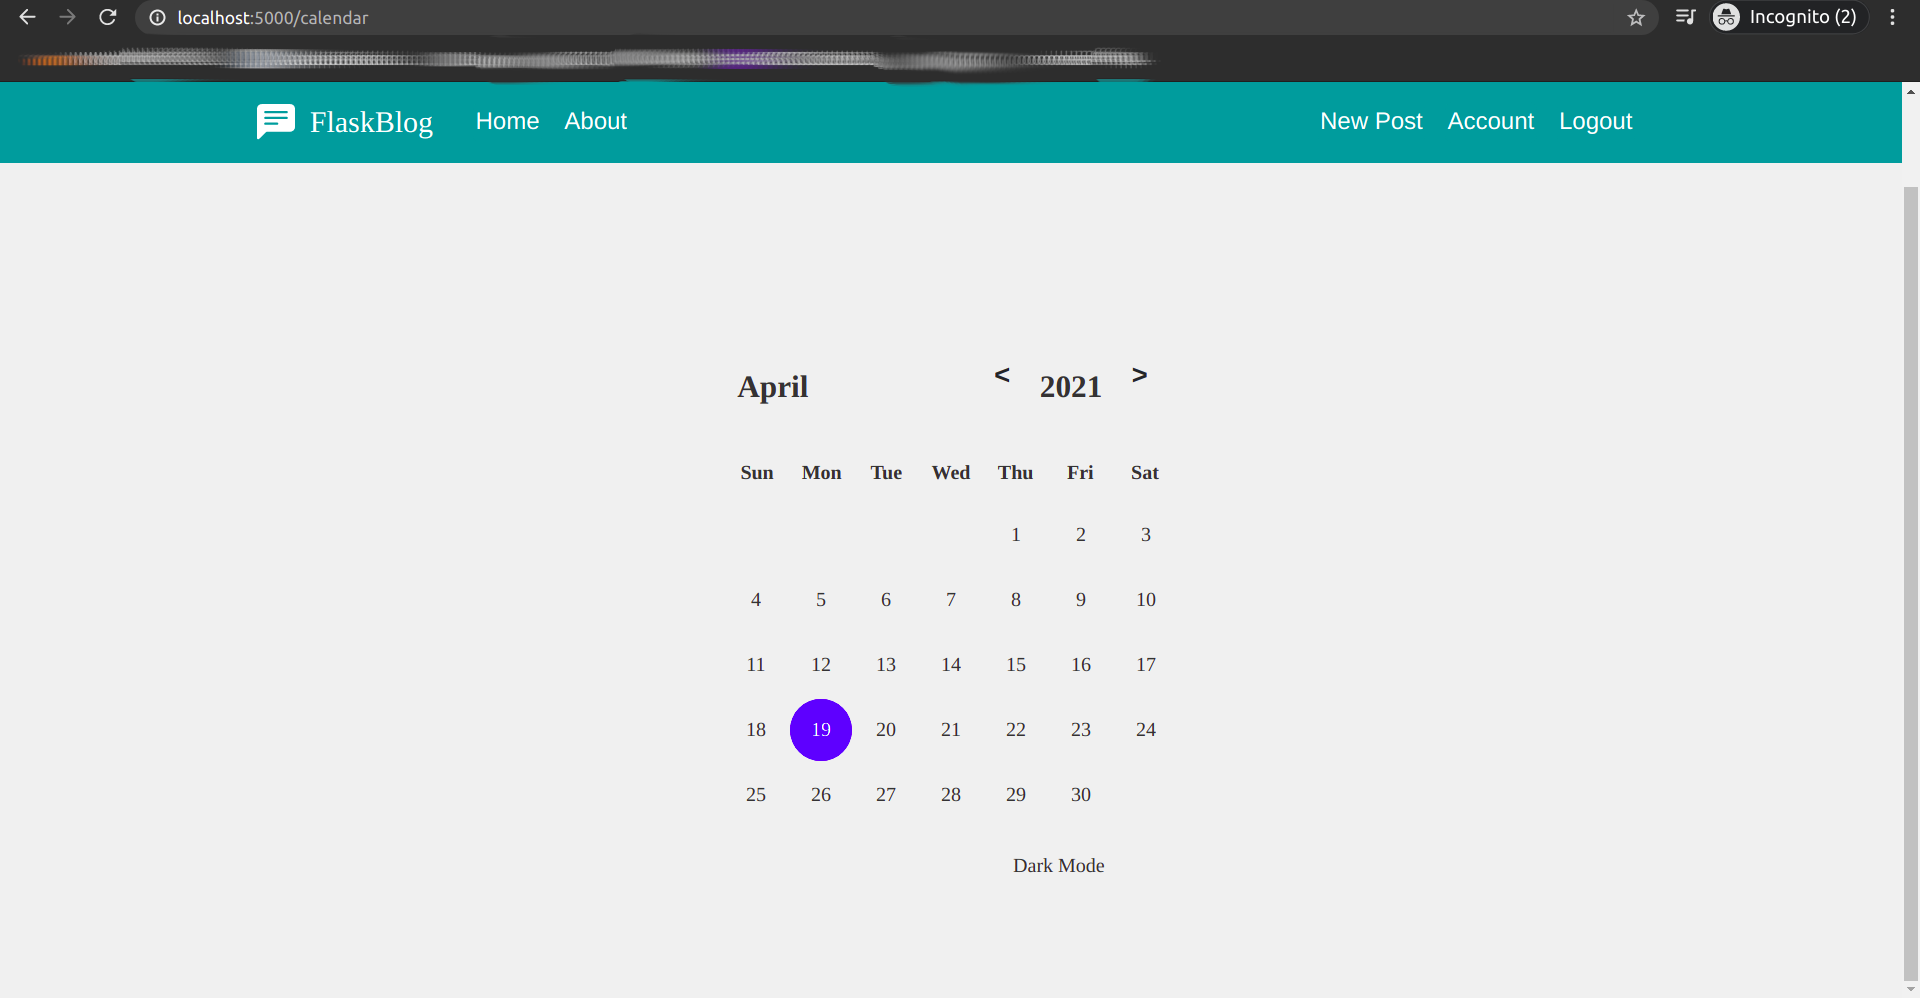 localhost:5000/calendar Incognito (2)
FlaskBlog Home About New Post Account Logout
April < 2021 >
Sun Mon Tue Wed Thu Fri Sat
1 2 3
4 5 6 7 8 9 10
11 12 13 14 15 16 17
18 19 20 21 22 23 24
25 26 27 28 29 30
Dark Mode